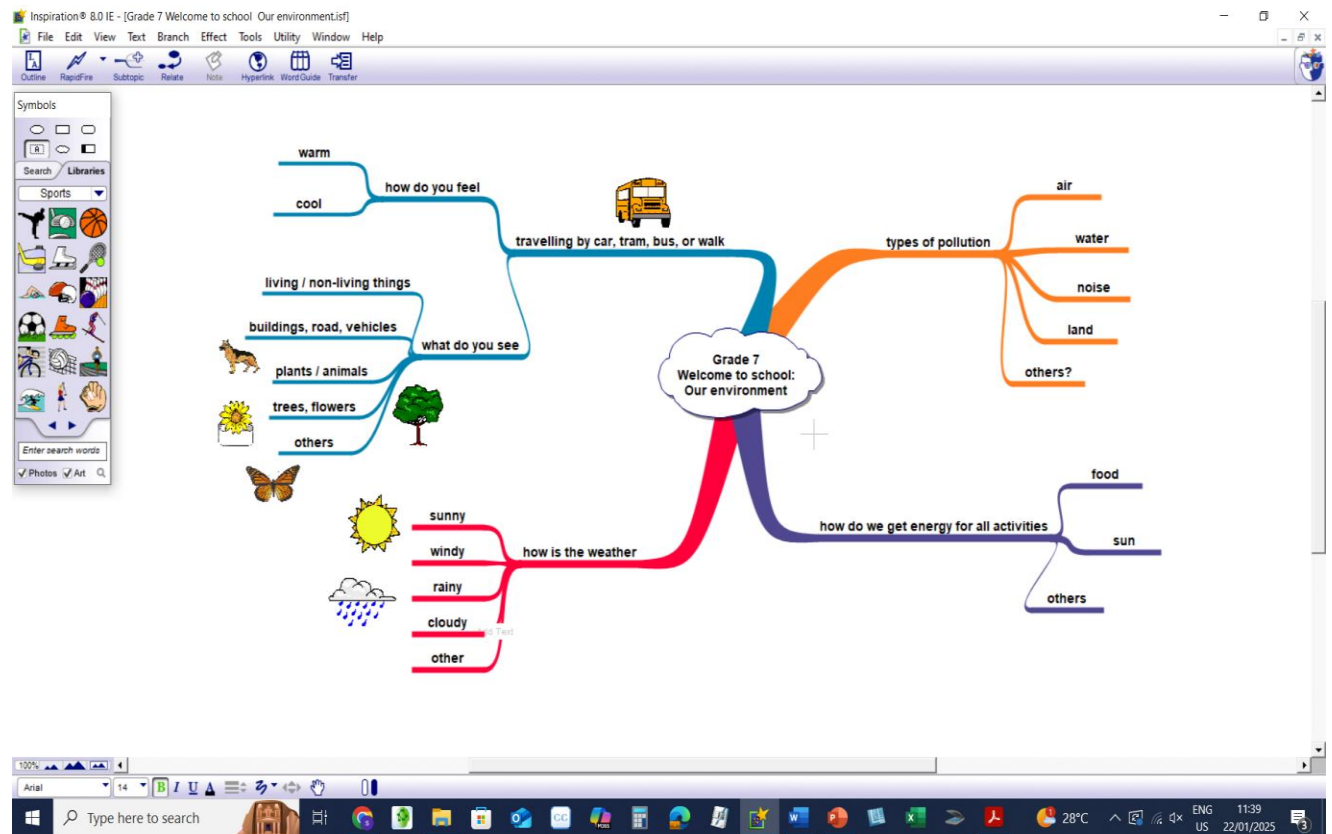 Inspiration® 8.0 IE - [Grade 7 Welcome to school  Our environment.isf]
File Edit View Text Branch Effect Tools Utility Window Help
Outline RapidFire Subtopic Relate Note Hyperlink Word Guide Transfer
Symbols
A
Search Libraries
Sports
Enter search words
Photos Art
warm
how do you feel
cool
travelling by car, tram, bus, or walk
living / non-living things
buildings, road, vehicles
what do you see
plants / animals
trees, flowers
others
types of pollution
air
water
noise
land
others?
Grade 7
Welcome to school:
Our environment
sunny
windy
how is the weather
rainy
cloudy
Add Text
other
food
how do we get energy for all activities
sun
others
100%
Arial 14 B I U A
Type here to search
28°C
ENG
US
11:39
22/01/2025
3